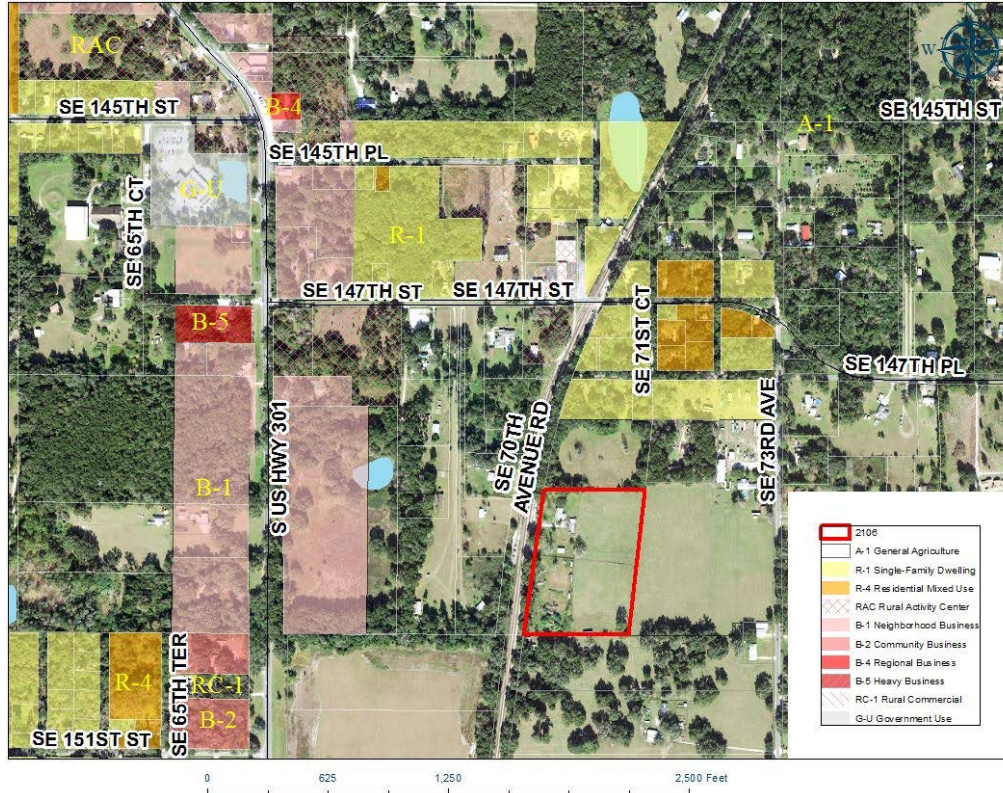 RAC
W
SE 145TH ST
B-4
SE 145TH ST
A-1
SE 145TH PL
G-U
SE 65TH CT
R-1
SE 147TH ST
SE 147TH ST
B-5
SE 71ST CT
SE 147TH PL
SE 70TH
AVENUE RD
SE 73RD AVE
S US HWY 301
B-1
2106
A-1 General Agriculture
R-1 Single-Family Dwelling
R-4 Residential Mixed Use
RAC Rural Activity Center
B-1 Neighborhood Business
B-2 Community Business
B-4 Regional Business
B-5 Heavy Business
RC-1 Rural Commercial
G-U Government Use
R-4
SE 65TH TER
RC-1
B-2
SE 151ST ST
0 625 1,250 2,500 Feet